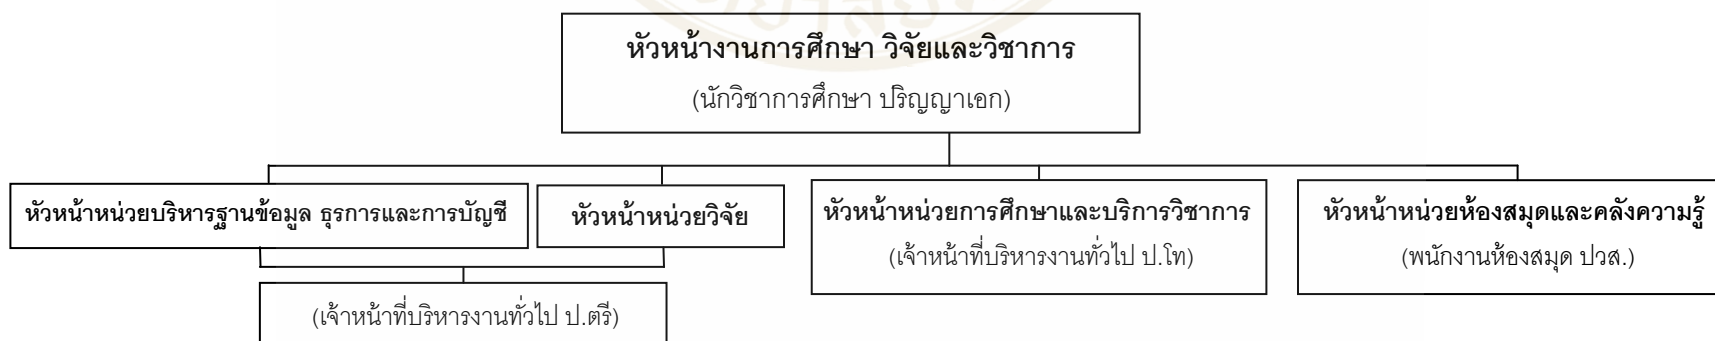 หัวหน้างานการศึกษา วิจัยและวิชาการ
(นักวิชาการศึกษา ปริญญาเอก)
หัวหน้าหน่วยบริหารฐานข้อมูล ธุรการและการบัญชี
หัวหน้าหน่วยวิจัย
หัวหน้าหน่วยการศึกษาและบริการวิชาการ
(เจ้าหน้าที่บริหารงานทั่วไป ป.โท)
หัวหน้าหน่วยห้องสมุดและคลังความรู้
(พนักงานห้องสมุด ปวส.)
(เจ้าหน้าที่บริหารงานทั่วไป ป.ตรี)